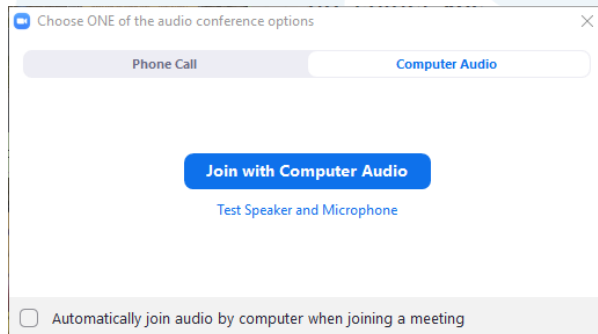 Choose ONE of the audio conference options
Phone Call
Computer Audio
Join with Computer Audio
Test Speaker and Microphone
Automatically join audio by computer when joining a meeting